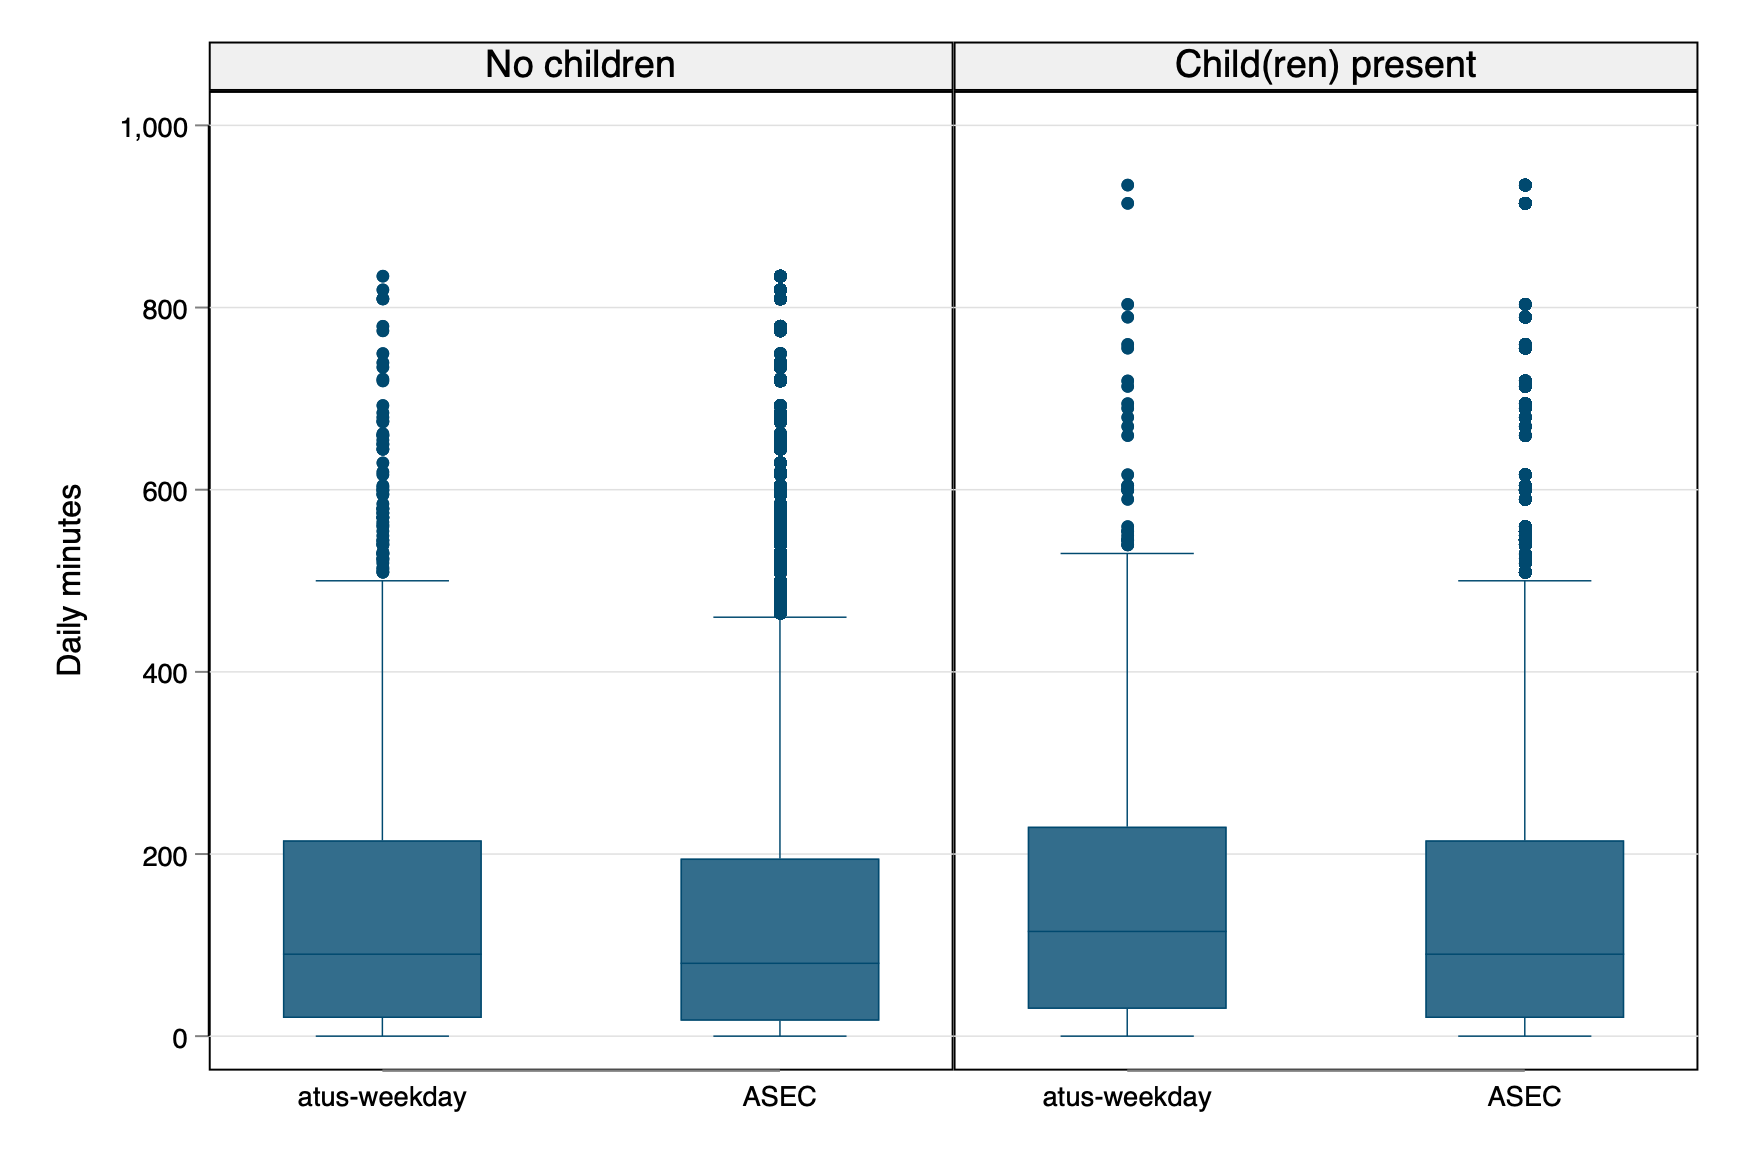 No children
Child(ren) present
Daily minutes
1,000
800
600
400
200
0
atus-weekday
ASEC
atus-weekday
ASEC